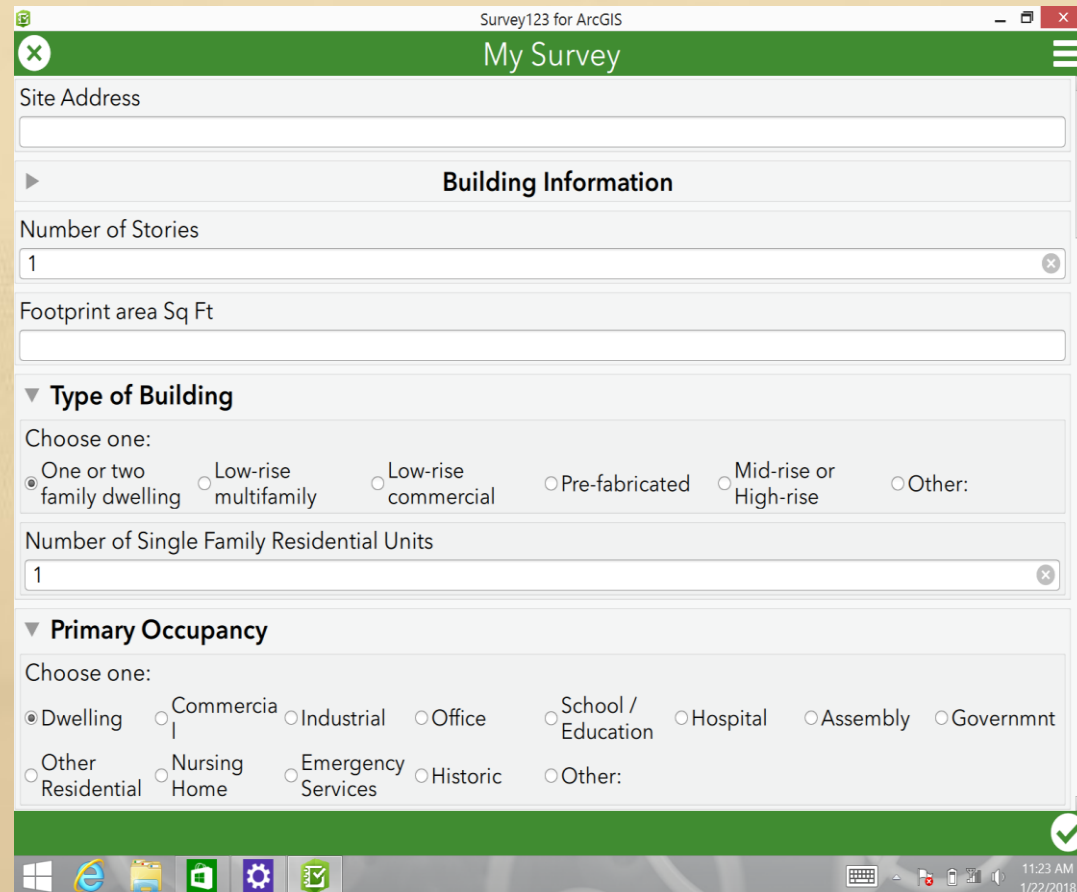 Survey123 for ArcGIS
My Survey
Site Address
Building Information
Number of Stories
1
Footprint area Sq Ft
Type of Building
Choose one:
One or two family dwelling
Low-rise multifamily
Low-rise commercial
Pre-fabricated
Mid-rise or High-rise
Other:
Number of Single Family Residential Units
1
Primary Occupancy
Choose one:
Dwelling
Commercial
Industrial
Office
School / Education
Hospital
Assembly
Governmnt
Other Residential
Nursing Home
Emergency Services
Historic
Other:
11:23 AM
1/22/2018